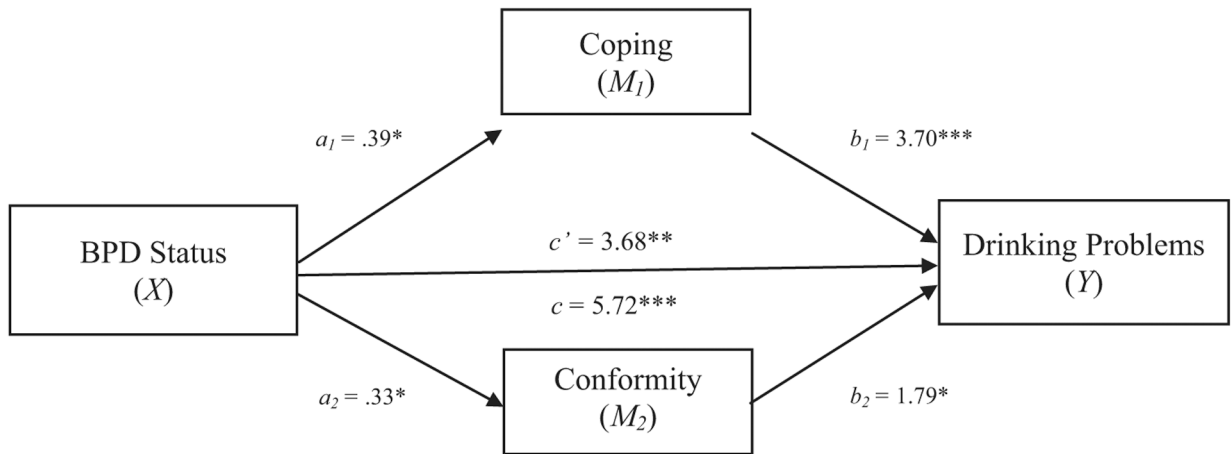 Coping
(M₁)
a₁ = .39*
b₁ = 3.70***
BPD Status
(X)
c’ = 3.68**
c = 5.72***
Drinking Problems
(Y)
a₂ = .33*
Conformity
(M₂)
b₂ = 1.79*